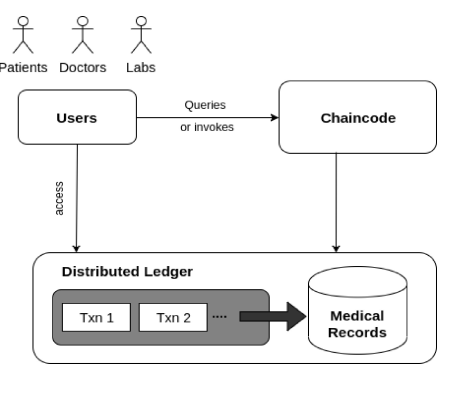 Patients Doctors Labs
Users
Queries
or invokes
Chaincode
access
Distributed Ledger
Txn 1 Txn 2 ....
Medical
Records